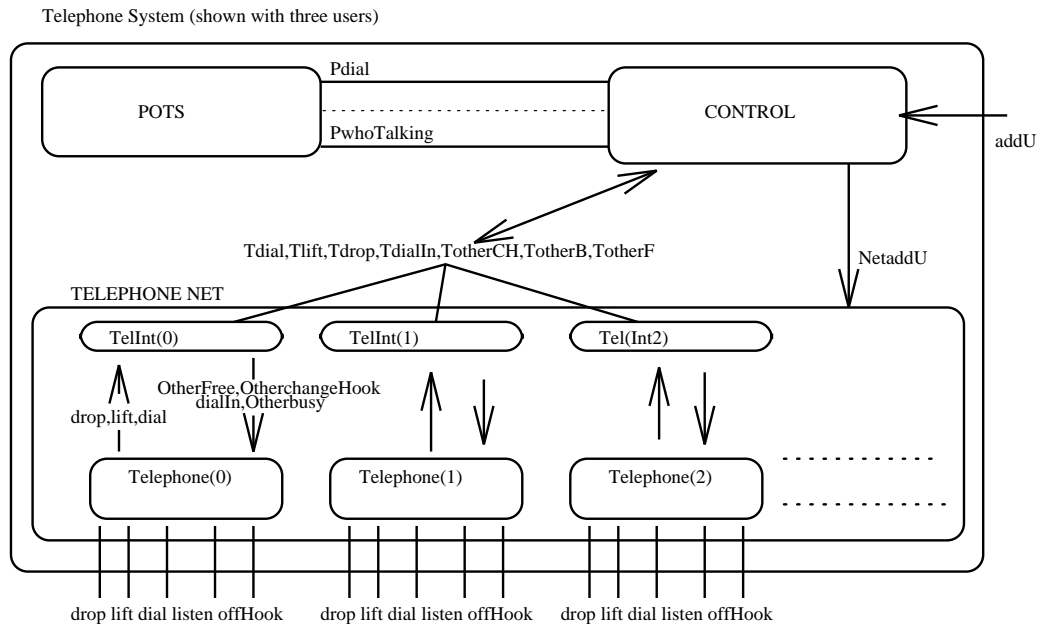 Telephone System (shown with three users)
Pdial
POTS
CONTROL
PwhoTalking
addU
Tdial,Tlift,Tdrop,TdialIn,TotherCH,TotherB,TotherF
NetaddU
TELEPHONE NET
TelInt(0)
TelInt(1)
Tel(Int2)
OtherFree,OtherchangeHook
dialIn,Otherbusy
drop,lift,dial
Telephone(0)
Telephone(1)
Telephone(2)
drop lift dial listen offHook
drop lift dial listen offHook
drop lift dial listen offHook